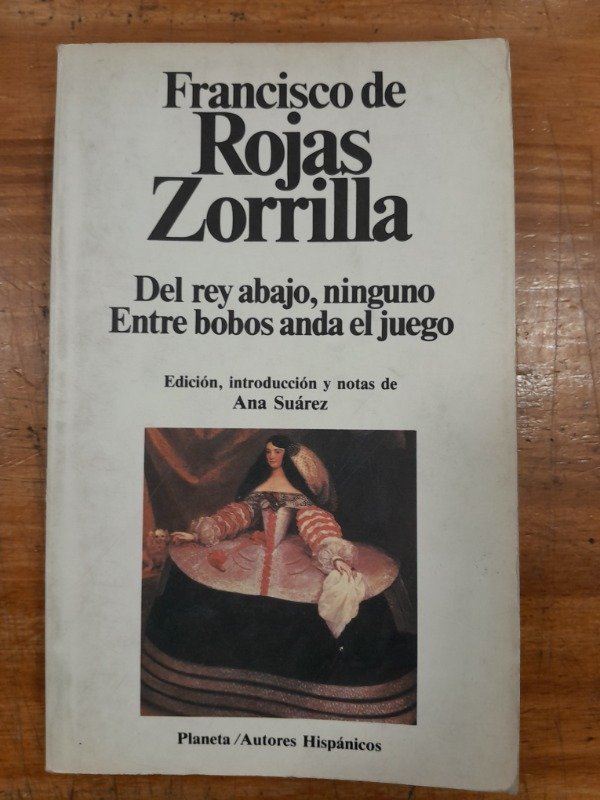 Francisco de
Rojas
Zorrilla
Del rey abajo, ninguno
Entre bobos anda el juego
Edición, introducción y notas de
Ana Suárez
Planeta/Autores Hispánicos